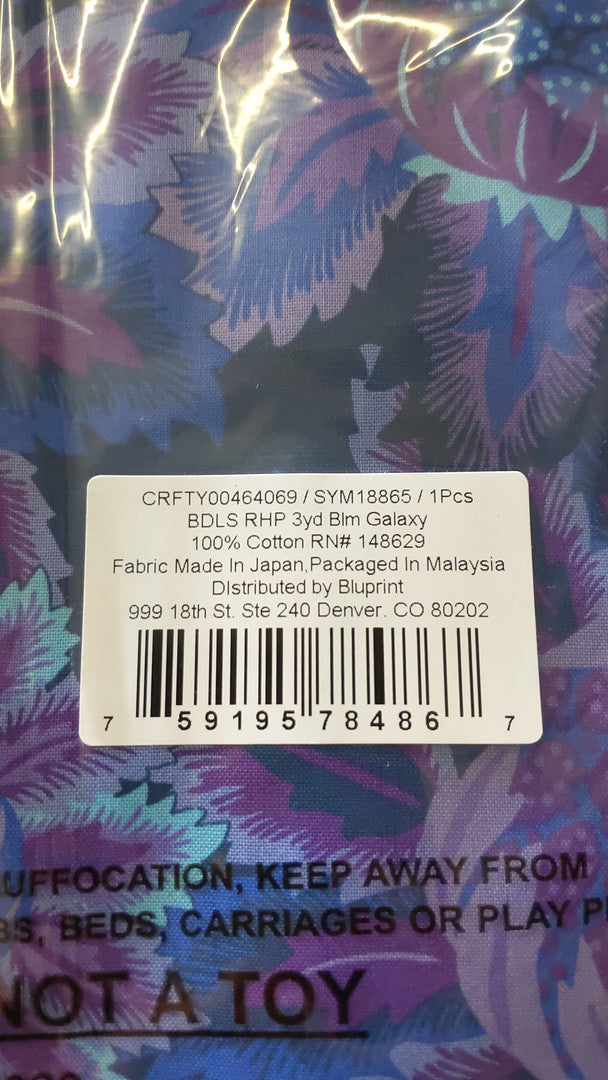 CRFTY00464069 / SYM18865 / 1Pcs
BDLS RHP 3yd Blm Galaxy
100% Cotton RN# 148629
Fabric Made In Japan,Packaged In Malaysia
DIstributed by Bluprint
999 18th St. Ste 240 Denver. CO 80202
7 59195 78486 7
UFFOCATION, KEEP AWAY FROM
BS, BEDS, CARRIAGES OR PLAY P
NOT A TOY